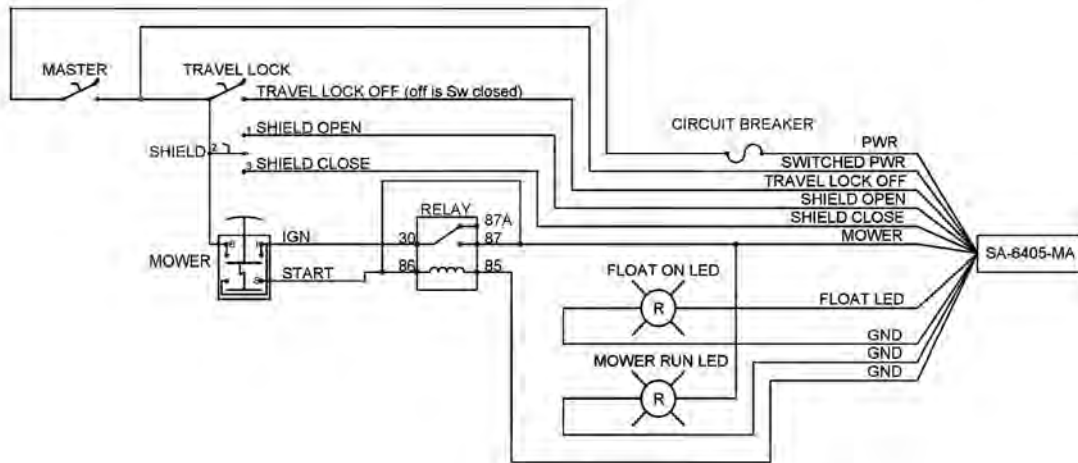 MASTER
TRAVEL LOCK
TRAVEL LOCK OFF (off is Sw closed)
1 SHIELD OPEN
SHIELD 2
3 SHIELD CLOSE
CIRCUIT BREAKER
PWR
SWITCHED PWR
TRAVEL LOCK OFF
SHIELD OPEN
SHIELD CLOSE
MOWER
SA-6405-MA
RELAY
87A
IGN
30
87
MOWER
B
I
S
START
86
85
FLOAT ON LED
R
FLOAT LED
GND
MOWER RUN LED
GND
GND
R